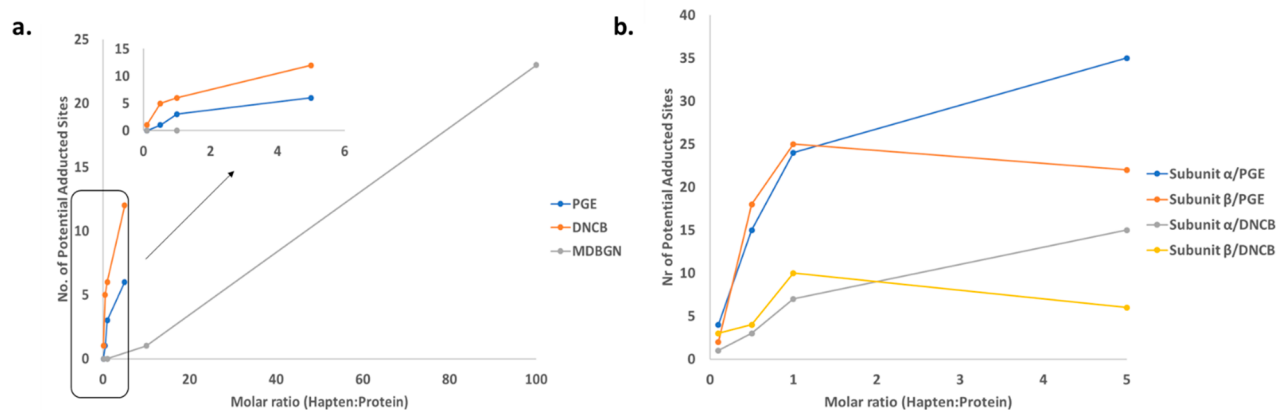 a.
25
20
15
10
5
0
No. of Potential Adducted Sites
15
10
5
0
0 2 4 6
PGE
DNCB
MDBGN
0 20 40 60 80 100
Molar ratio (Hapten:Protein)
b.
40
35
30
25
20
15
10
5
0
Nr of Potential Adducted Sites
Subunit α/PGE
Subunit β/PGE
Subunit α/DNCB
Subunit β/DNCB
0 1 2 3 4 5
Molar ratio (Hapten:Protein)